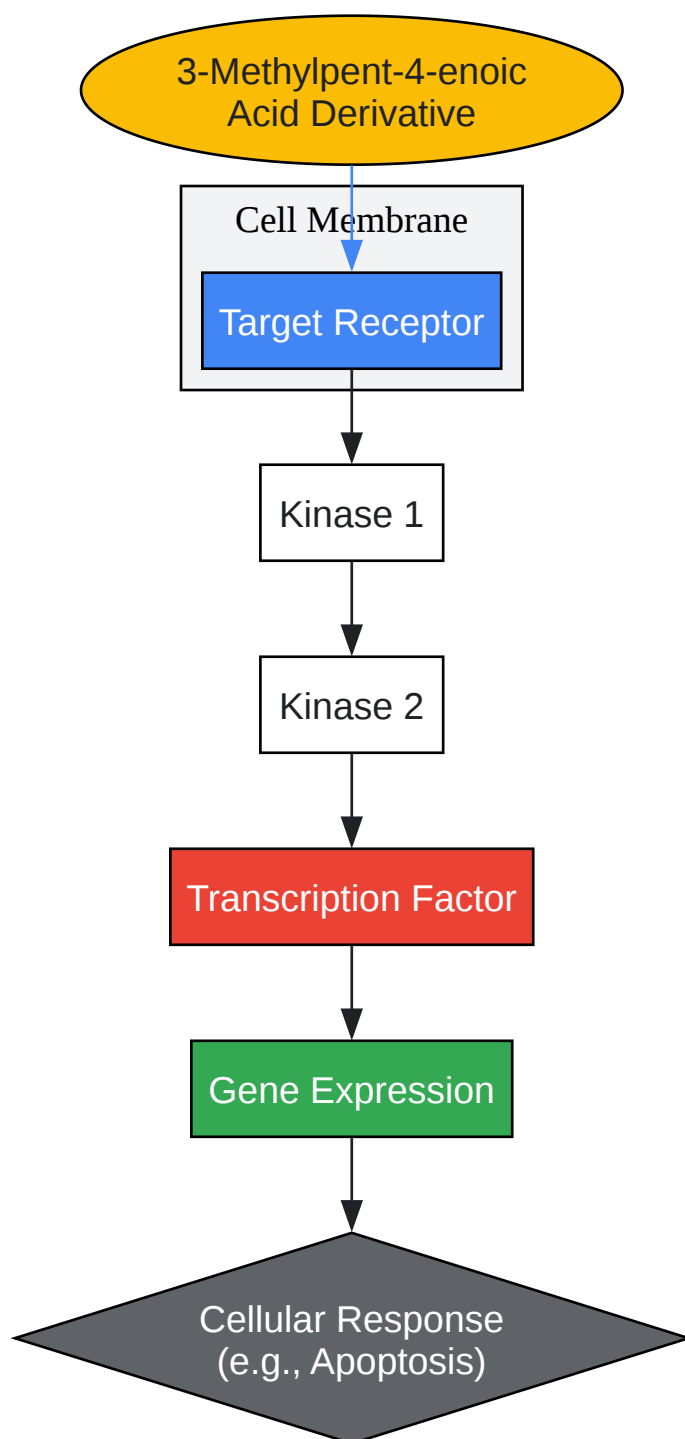 3-Methylpent-4-enoic
Acid Derivative
Cell Membrane
Target Receptor
Kinase 1
Kinase 2
Transcription Factor
Gene Expression
Cellular Response
(e.g., Apoptosis)